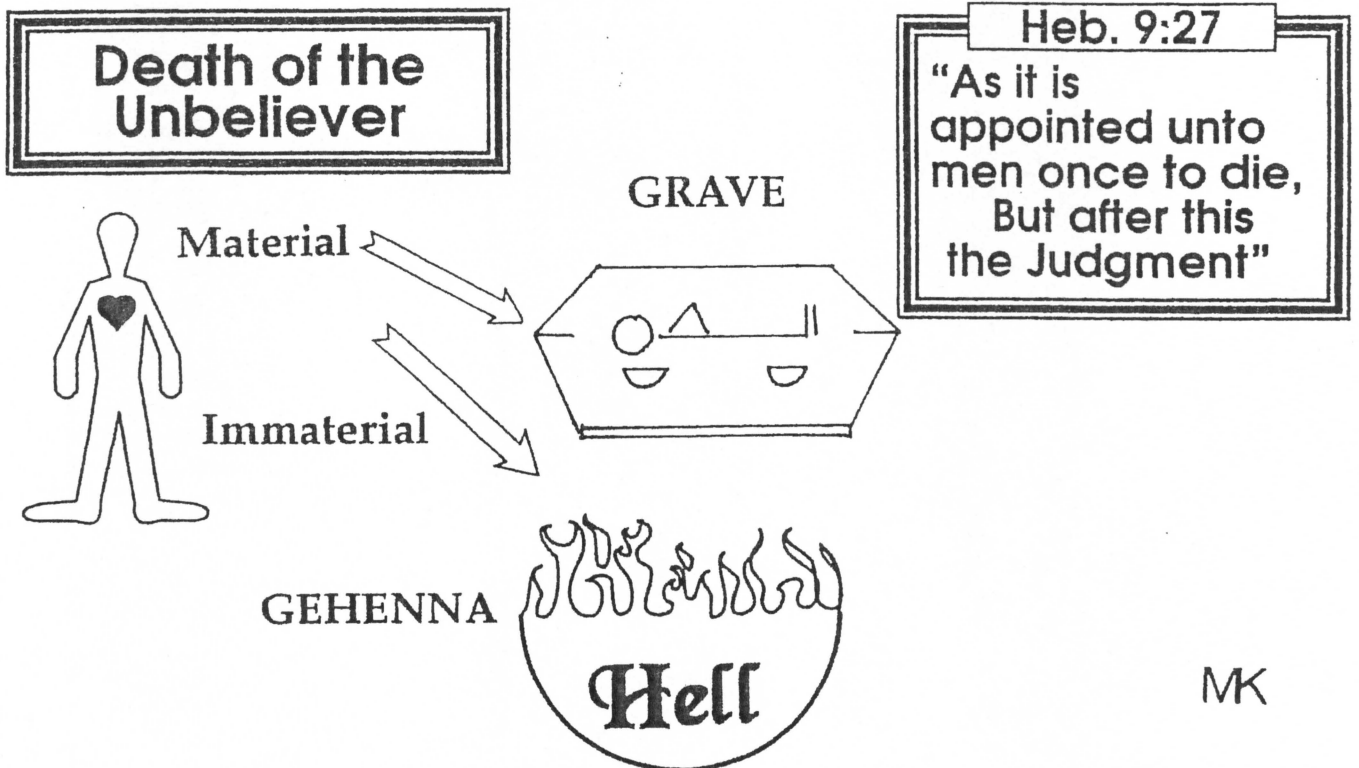 Death of the
Unbeliever
Heb. 9:27
“As it is
appointed unto
men once to die,
But after this
the Judgment”
GRAVE
Material
Immaterial
GEHENNA
Hell
MK